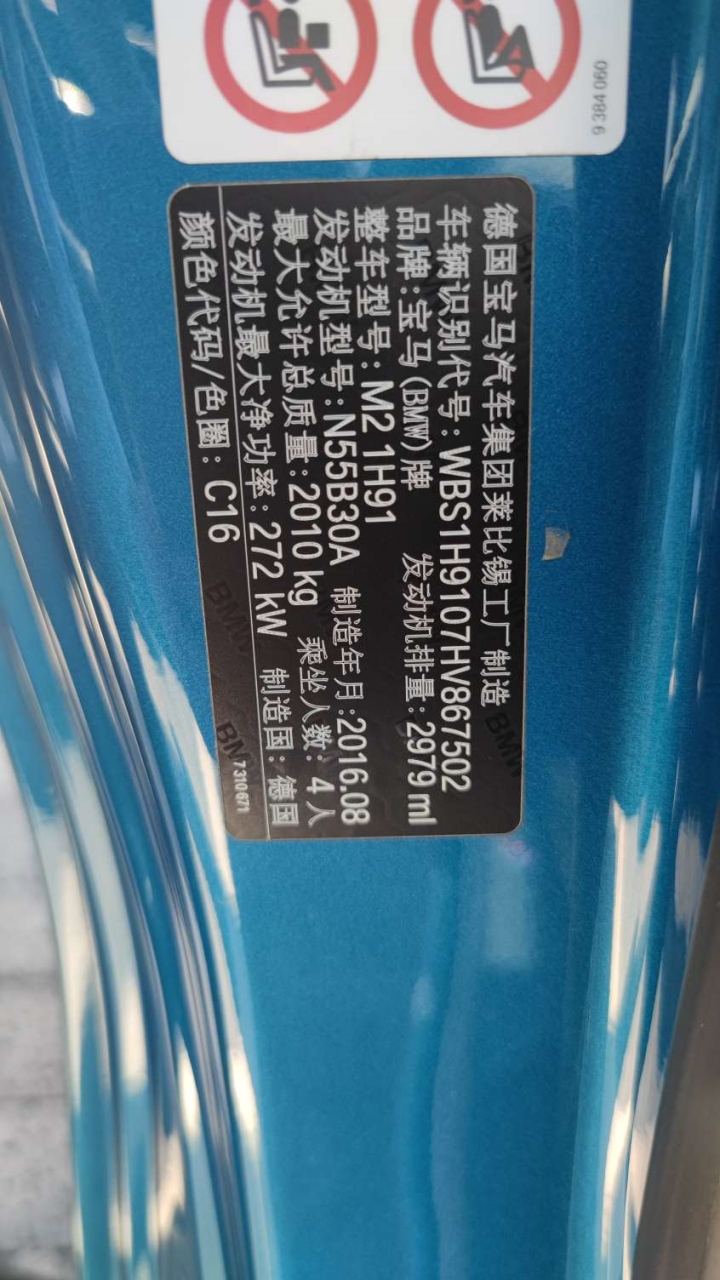 9 384 060
德国宝马汽车集团莱比锡工厂制造
车辆识别代号:WBS1H9107HV867502
品牌:宝马(BMW)牌 发动机排量:2979 ml
整车型号:M2 1H91
发动机型号:N55B30A 制造年月:2016.08
最大允许总质量:2010 kg 乘坐人数:4人
发动机最大净功率:272 kW 制造国:德国
颜色代码/色圈:C16
7 310 671
BMW
BMW